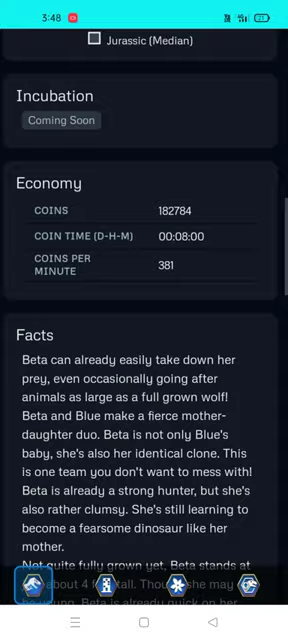 3:48
21
Jurassic (Median)
Incubation
Coming Soon
Economy
COINS 182784
COIN TIME (D-H-M) 00:08:00
COINS PER MINUTE 381
Facts
Beta can already easily take down her
prey, even occasionally going after
animals as large as a full grown wolf!
Beta and Blue make a fierce mother-
daughter duo. Beta is not only Blue's
baby, she's also her identical clone. This
is one team you don't want to mess with!
Beta is already a strong hunter, but she's
also rather clumsy. She's still learning to
become a fearsome dinosaur like her
mother.
Not quite fully grown yet, Beta stands at
about 4 she may
Beta is already quick on her